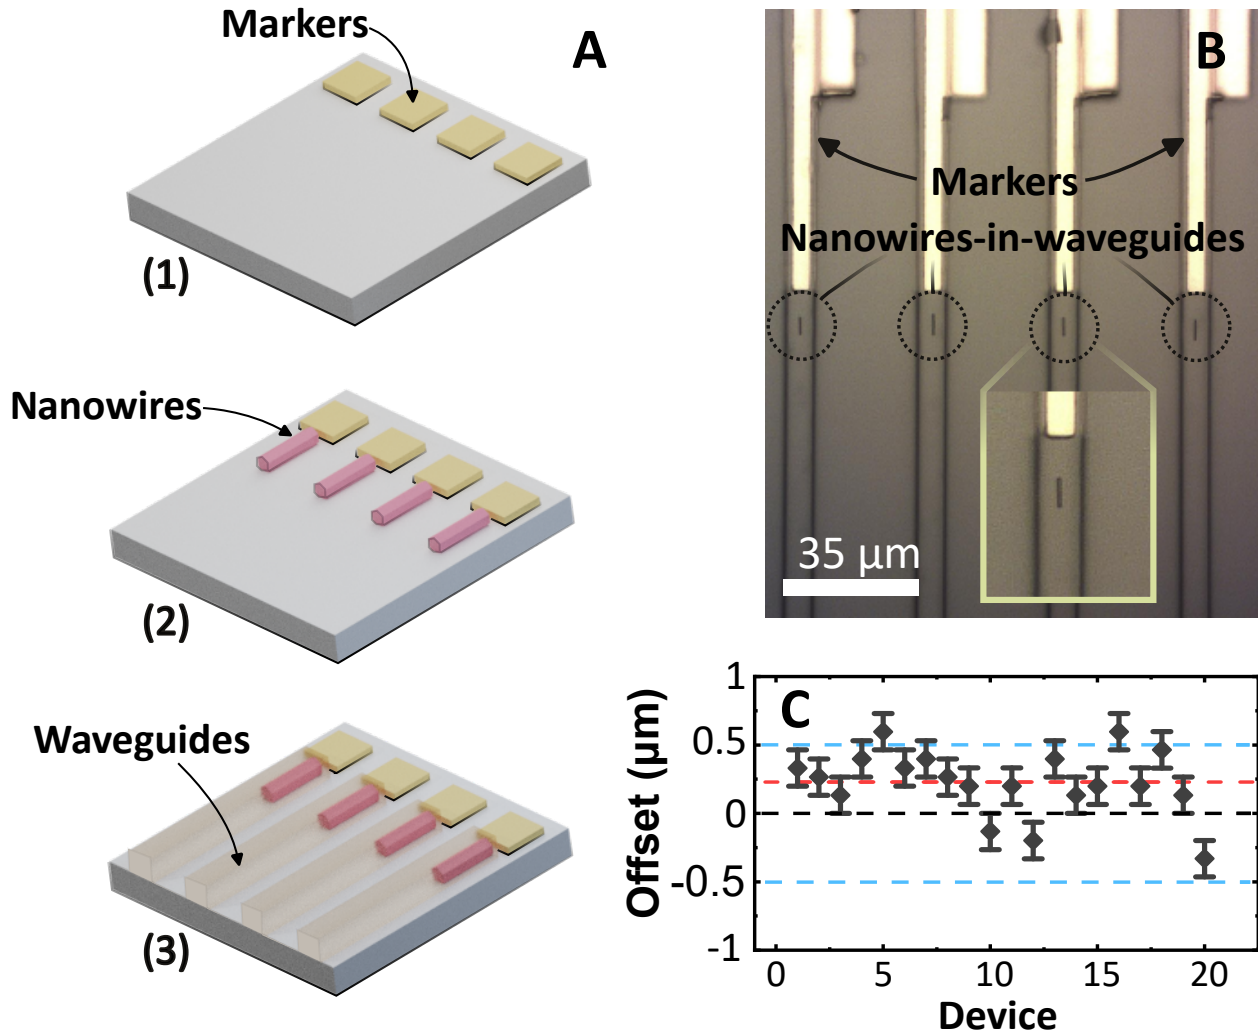 A
Markers
(1)
Nanowires
(2)
Waveguides
(3)
B
Markers
Nanowires-in-waveguides
35 μm
C
Offset (μm)
1
0.5
0
-0.5
-1
0 5 10 15 20
Device